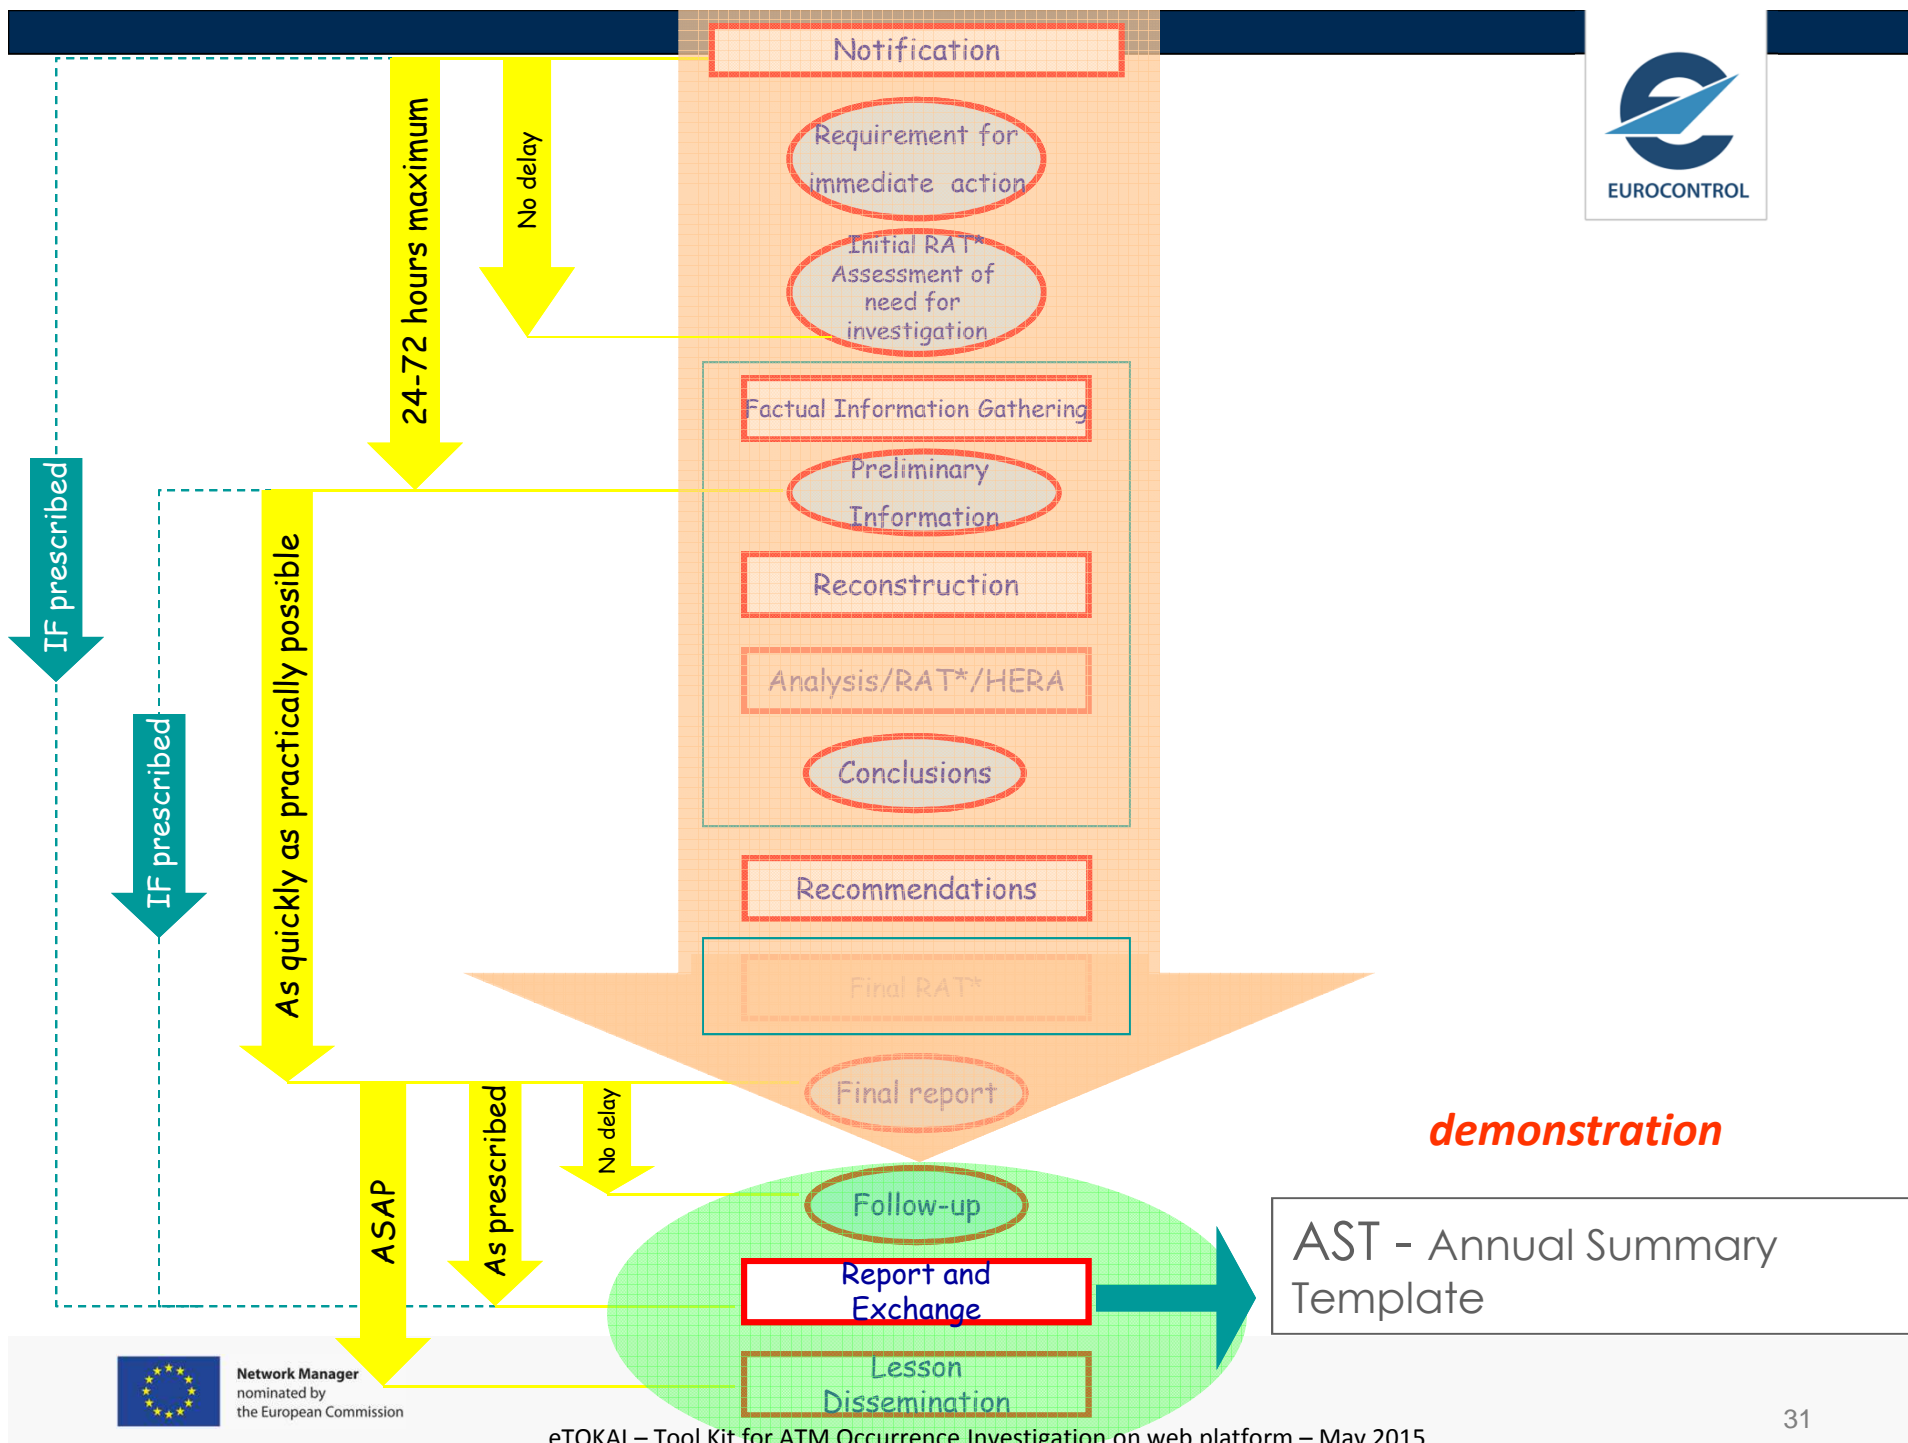 Notification
24-72 hours maximum
No delay
Requirement for
immediate action
EUROCONTROL
Initial RAT*
Assessment of
need for
investigation
Factual Information Gathering
Preliminary
Information
IF prescribed
As quickly as practically possible
Reconstruction
Analysis/RAT*/HERA
IF prescribed
Conclusions
Recommendations
Final RAT*
Final report
ASAP
As prescribed
No delay
demonstration
Follow-up
Report and
Exchange
AST - Annual Summary
Template
Lesson
Dissemination
Network Manager
nominated by
the European Commission
31
eTOKAI – Tool Kit for ATM Occurrence Investigation on web platform – May 2015